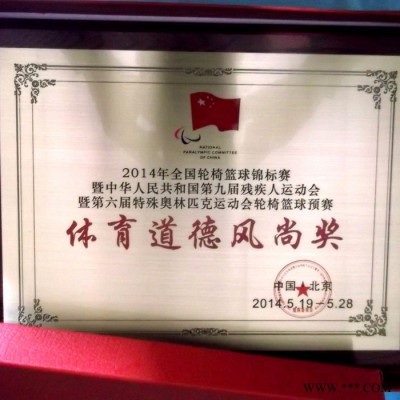 NATIONAL
PARALYMPIC COMMITTEE
OF CHINA
2014年全国轮椅篮球锦标赛
暨中华人民共和国第九届残疾人运动会
暨第六届特殊奥林匹克运动会轮椅篮球预赛
体育道德风尚奖
中国 北京
2014.5.19-5.28
www.***.COM